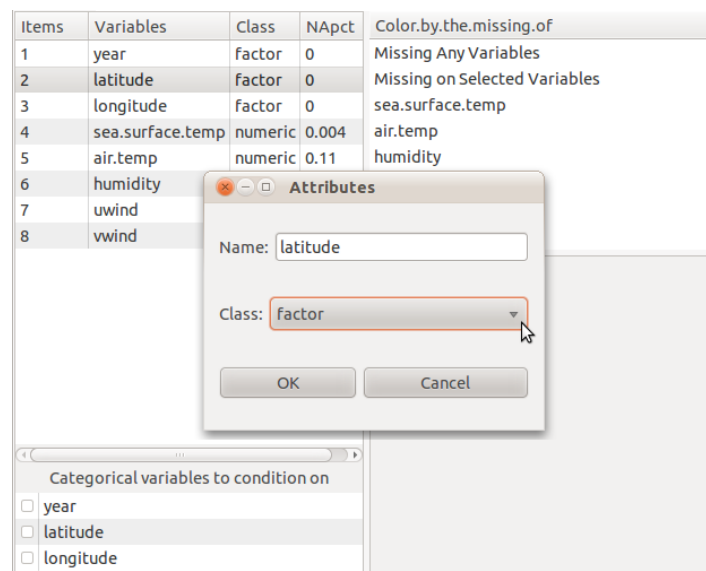 Items Variables Class NApct
1 year factor 0
2 latitude factor 0
3 longitude factor 0
4 sea.surface.temp numeric 0.004
5 air.temp numeric 0.11
6 humidity
7 uwind
8 vwind
Color.by.the.missing.of
Missing Any Variables
Missing on Selected Variables
sea.surface.temp
air.temp
humidity
Attributes
Name: latitude
Class: factor
OK Cancel
Categorical variables to condition on
year
latitude
longitude